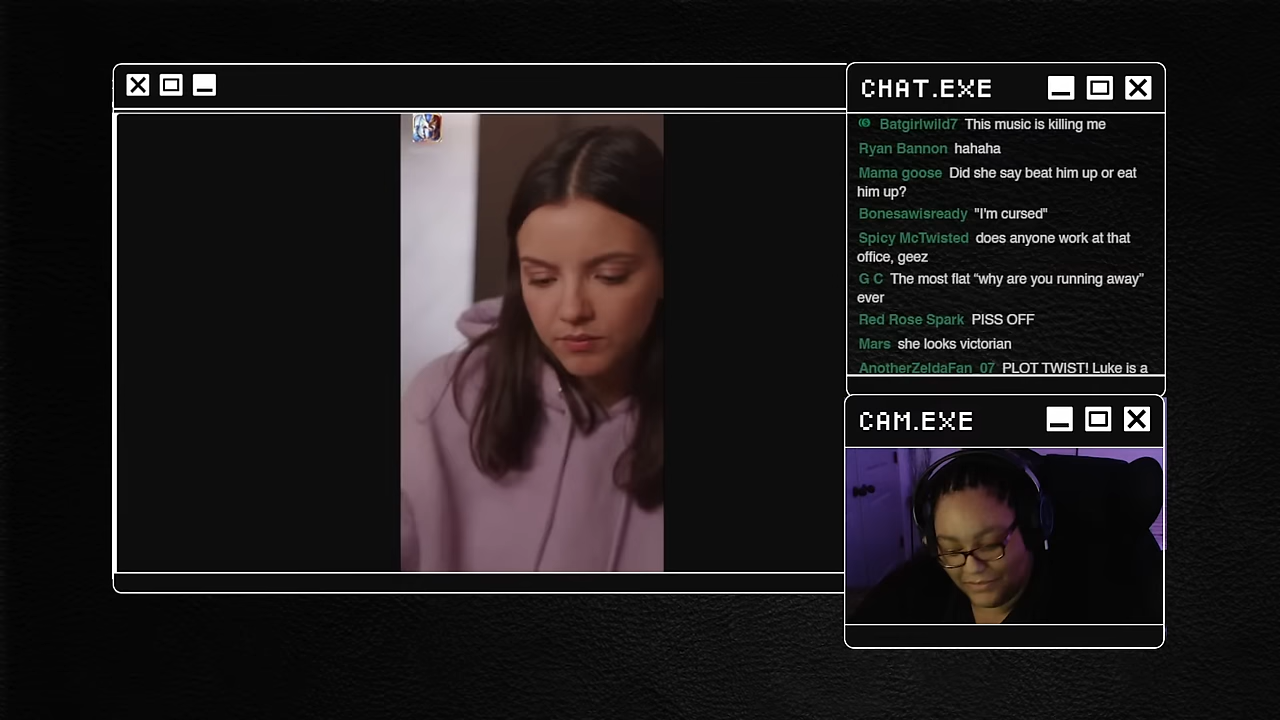 CHAT.EXE
Batgirlwild7 This music is killing me
Ryan Bannon hahaha
Mama goose Did she say beat him up or eat
him up?
Bonesawisready "I'm cursed"
Spicy McTwisted does anyone work at that
office, geez
G C The most flat “why are you running away”
ever
Red Rose Spark PISS OFF
Mars she looks victorian
AnotherZeldaFan_07 PLOT TWIST! Luke is a
CAM.EXE